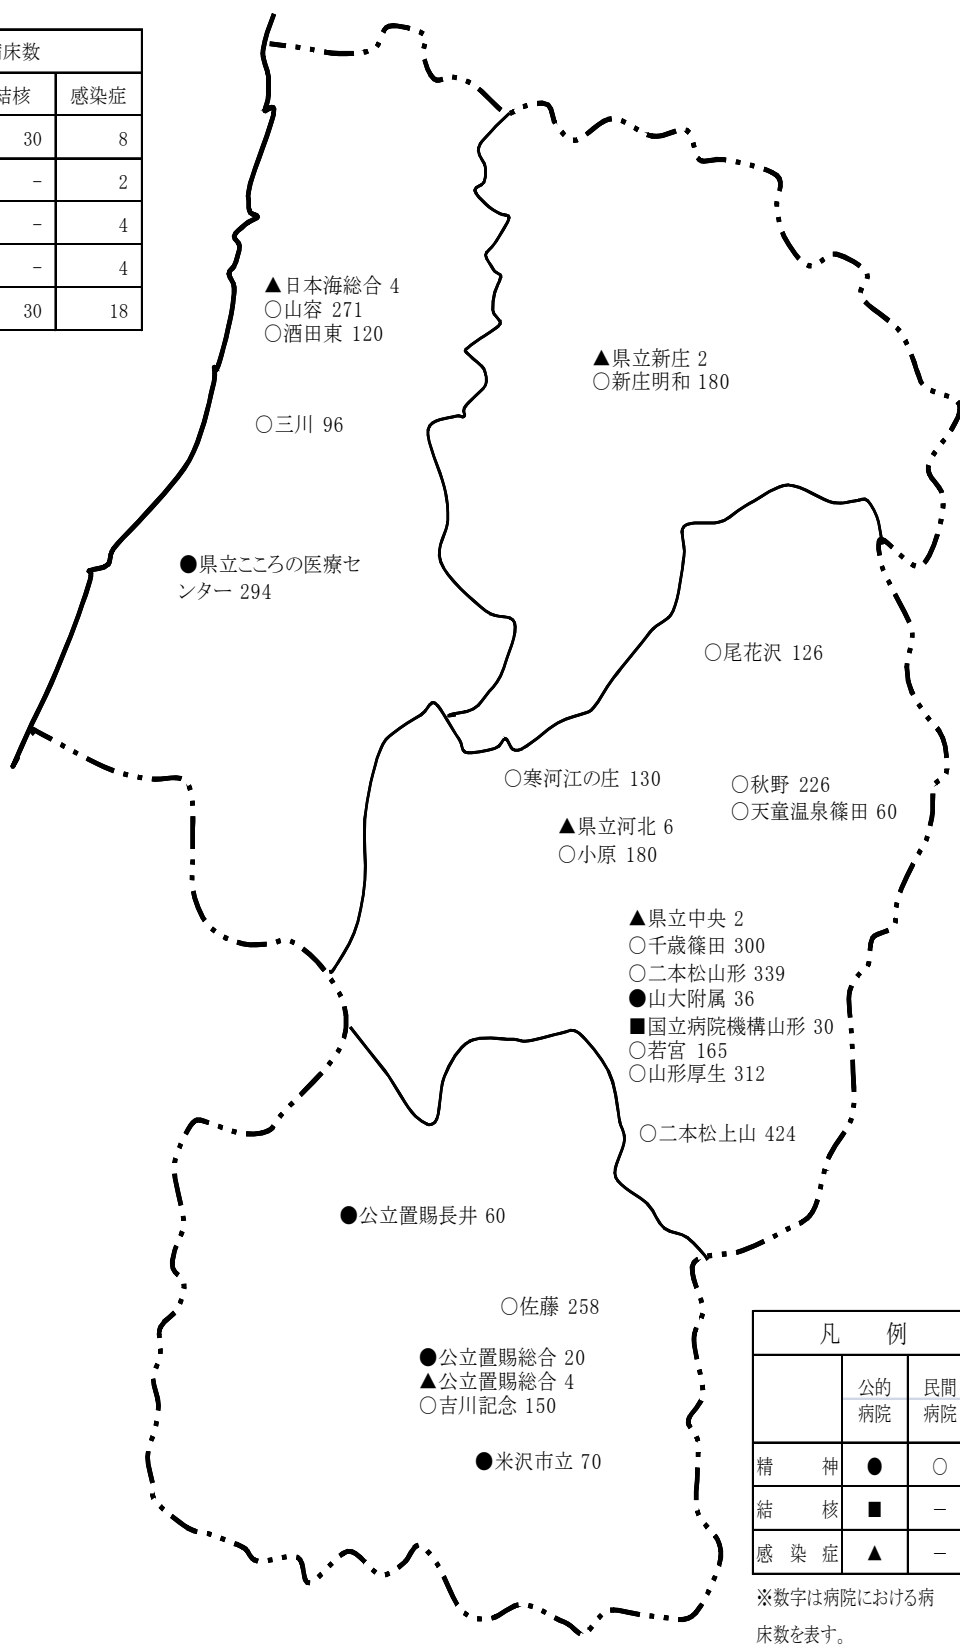 床数
結核 感染症
30 8
- 2
- 4
- 4
30 18
▲日本海総合 4
○山容 271
○酒田東 120
▲県立新庄 2
○新庄明和 180
○三川 96
●県立こころの医療セ
ンター 294
○尾花沢 126
○寒河江の庄 130
○秋野 226
○天童温泉篠田 60
▲県立河北 6
○小原 180
▲県立中央 2
○千歳篠田 300
○二本松山形 339
●山大附属 36
■国立病院機構山形 30
○若宮 165
○山形厚生 312
○二本松上山 424
●公立置賜長井 60
○佐藤 258
●公立置賜総合 20
▲公立置賜総合 4
○吉川記念 150
●米沢市立 70
凡 例
公的 民間
病院 病院
精 神 ● ○
結 核 ■ －
感 染 症 ▲ －
※数字は病院における病
床数を表す。